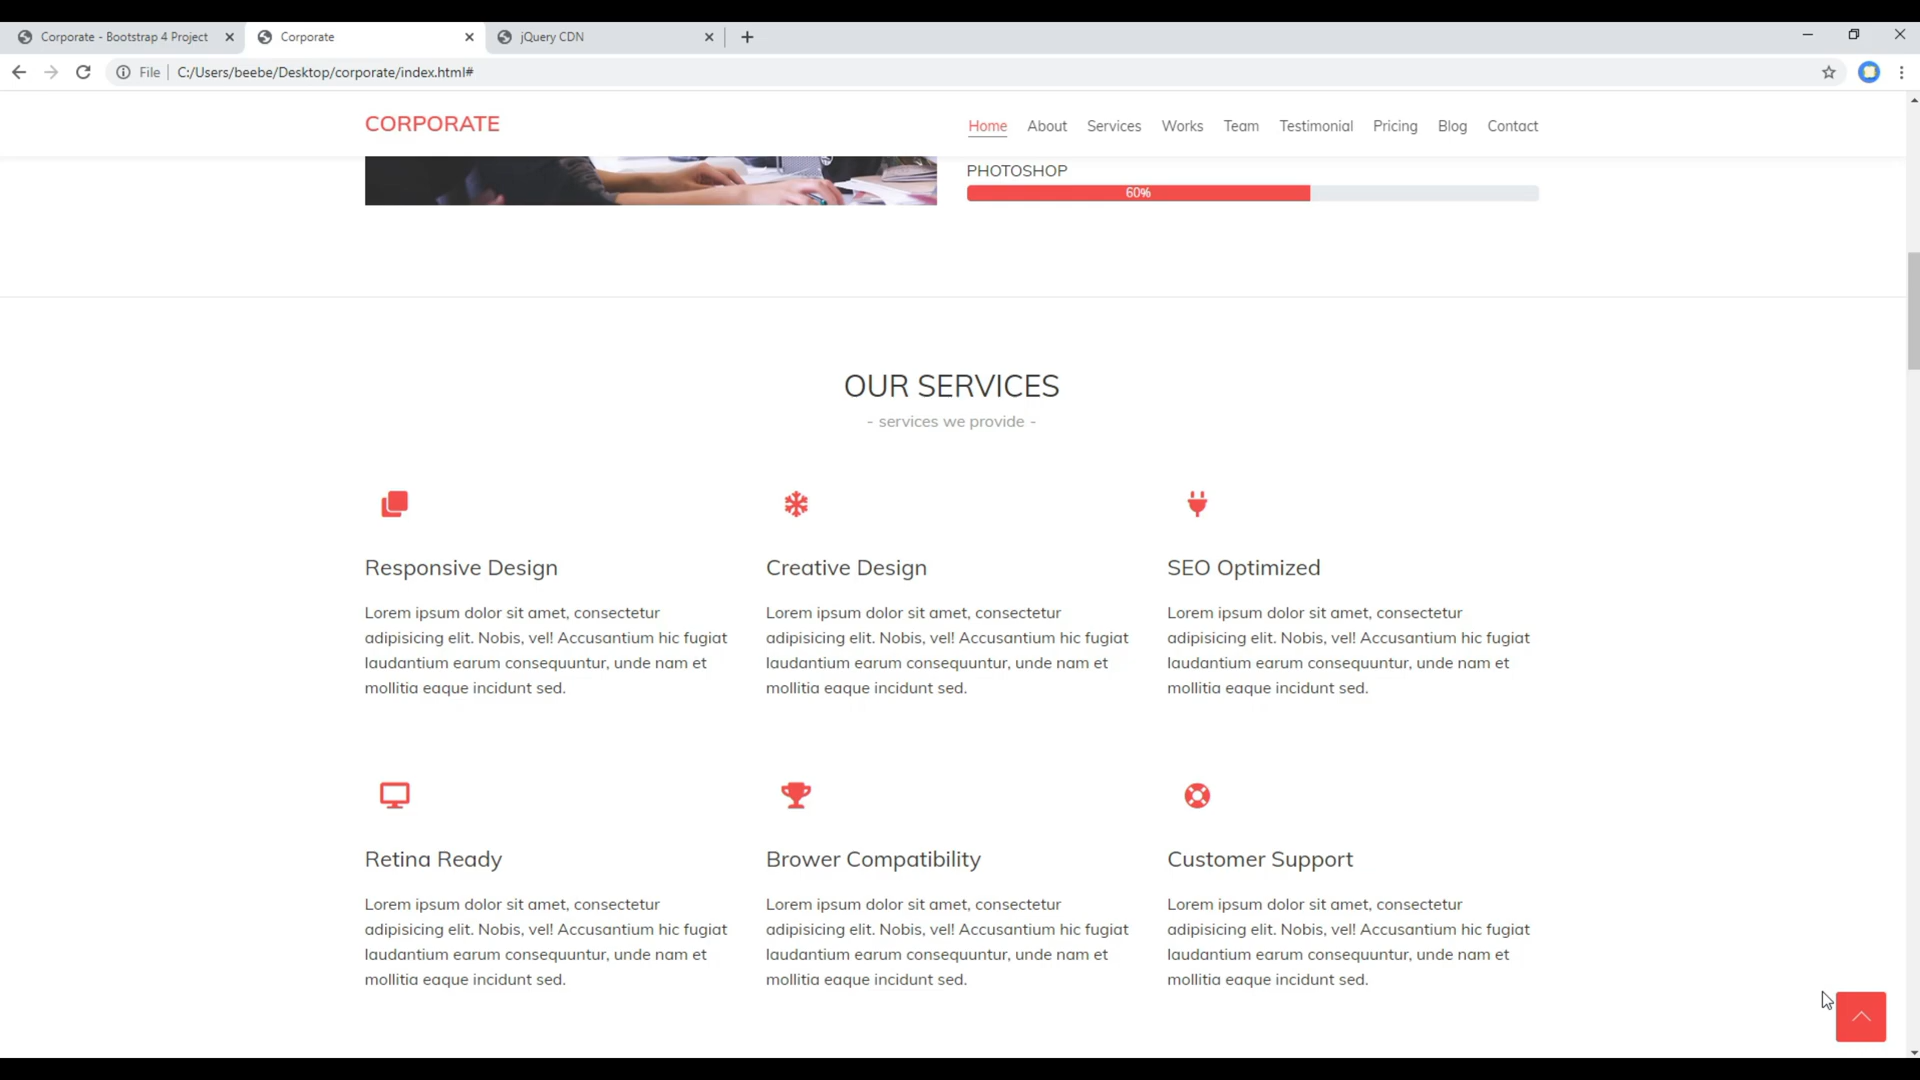 Corporate - Bootstrap 4 Project
Corporate
jQuery CDN
File
C:/Users/beebe/Desktop/corporate/index.html#
CORPORATE
Home About Services Works Team Testimonial Pricing Blog Contact
PHOTOSHOP
60%
OUR SERVICES
- services we provide -
Responsive Design
Lorem ipsum dolor sit amet, consectetur
adipisicing elit. Nobis, vel! Accusantium hic fugiat
laudantium earum consequuntur, unde nam et
mollitia eaque incidunt sed.
Creative Design
Lorem ipsum dolor sit amet, consectetur
adipisicing elit. Nobis, vel! Accusantium hic fugiat
laudantium earum consequuntur, unde nam et
mollitia eaque incidunt sed.
SEO Optimized
Lorem ipsum dolor sit amet, consectetur
adipisicing elit. Nobis, vel! Accusantium hic fugiat
laudantium earum consequuntur, unde nam et
mollitia eaque incidunt sed.
Retina Ready
Lorem ipsum dolor sit amet, consectetur
adipisicing elit. Nobis, vel! Accusantium hic fugiat
laudantium earum consequuntur, unde nam et
mollitia eaque incidunt sed.
Brower Compatibility
Lorem ipsum dolor sit amet, consectetur
adipisicing elit. Nobis, vel! Accusantium hic fugiat
laudantium earum consequuntur, unde nam et
mollitia eaque incidunt sed.
Customer Support
Lorem ipsum dolor sit amet, consectetur
adipisicing elit. Nobis, vel! Accusantium hic fugiat
laudantium earum consequuntur, unde nam et
mollitia eaque incidunt sed.